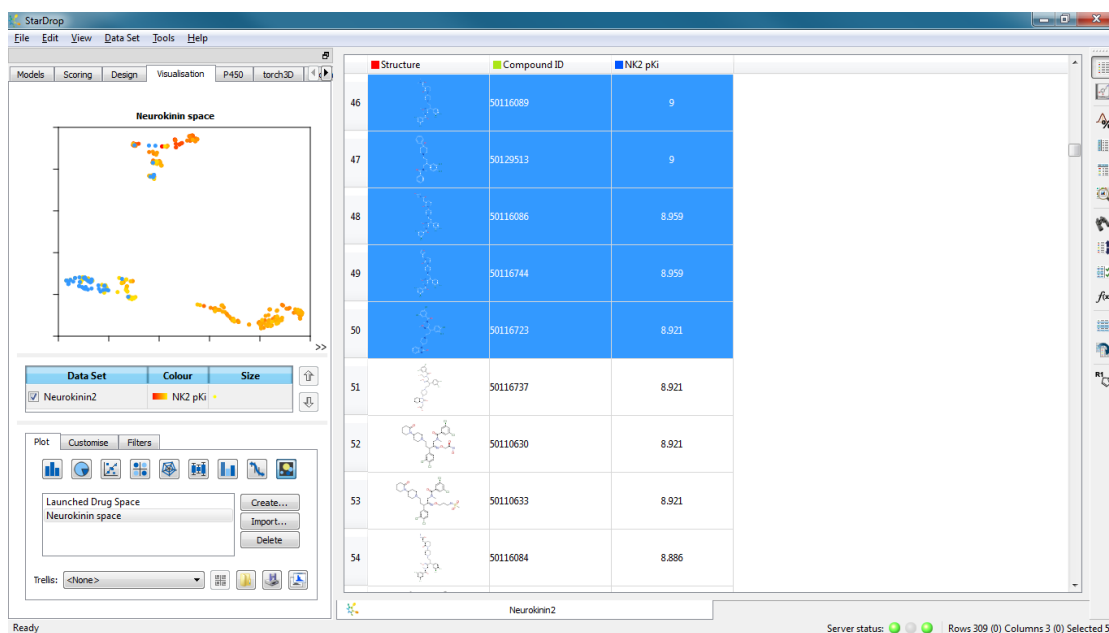 StarDrop
File Edit View Data Set Tools Help
Models Scoring Design Visualisation P450 torch3D
Neurokinin space
>>
Data Set Colour Size
Neurokinin2 NK2 pKi
Plot Customise Filters
Launched Drug Space
Neurokinin space
Create...
Import...
Delete
Trellis: <None>
Structure Compound ID NK2 pKi
46 50116089 9
47 50129513 9
48 50116086 8.959
49 50116744 8.959
50 50116723 8.921
51 50116737 8.921
52 50110630 8.921
53 50110633 8.921
54 50116084 8.886
Neurokinin2
Ready
Server status: Rows 309 (0) Columns 3 (0) Selected 5